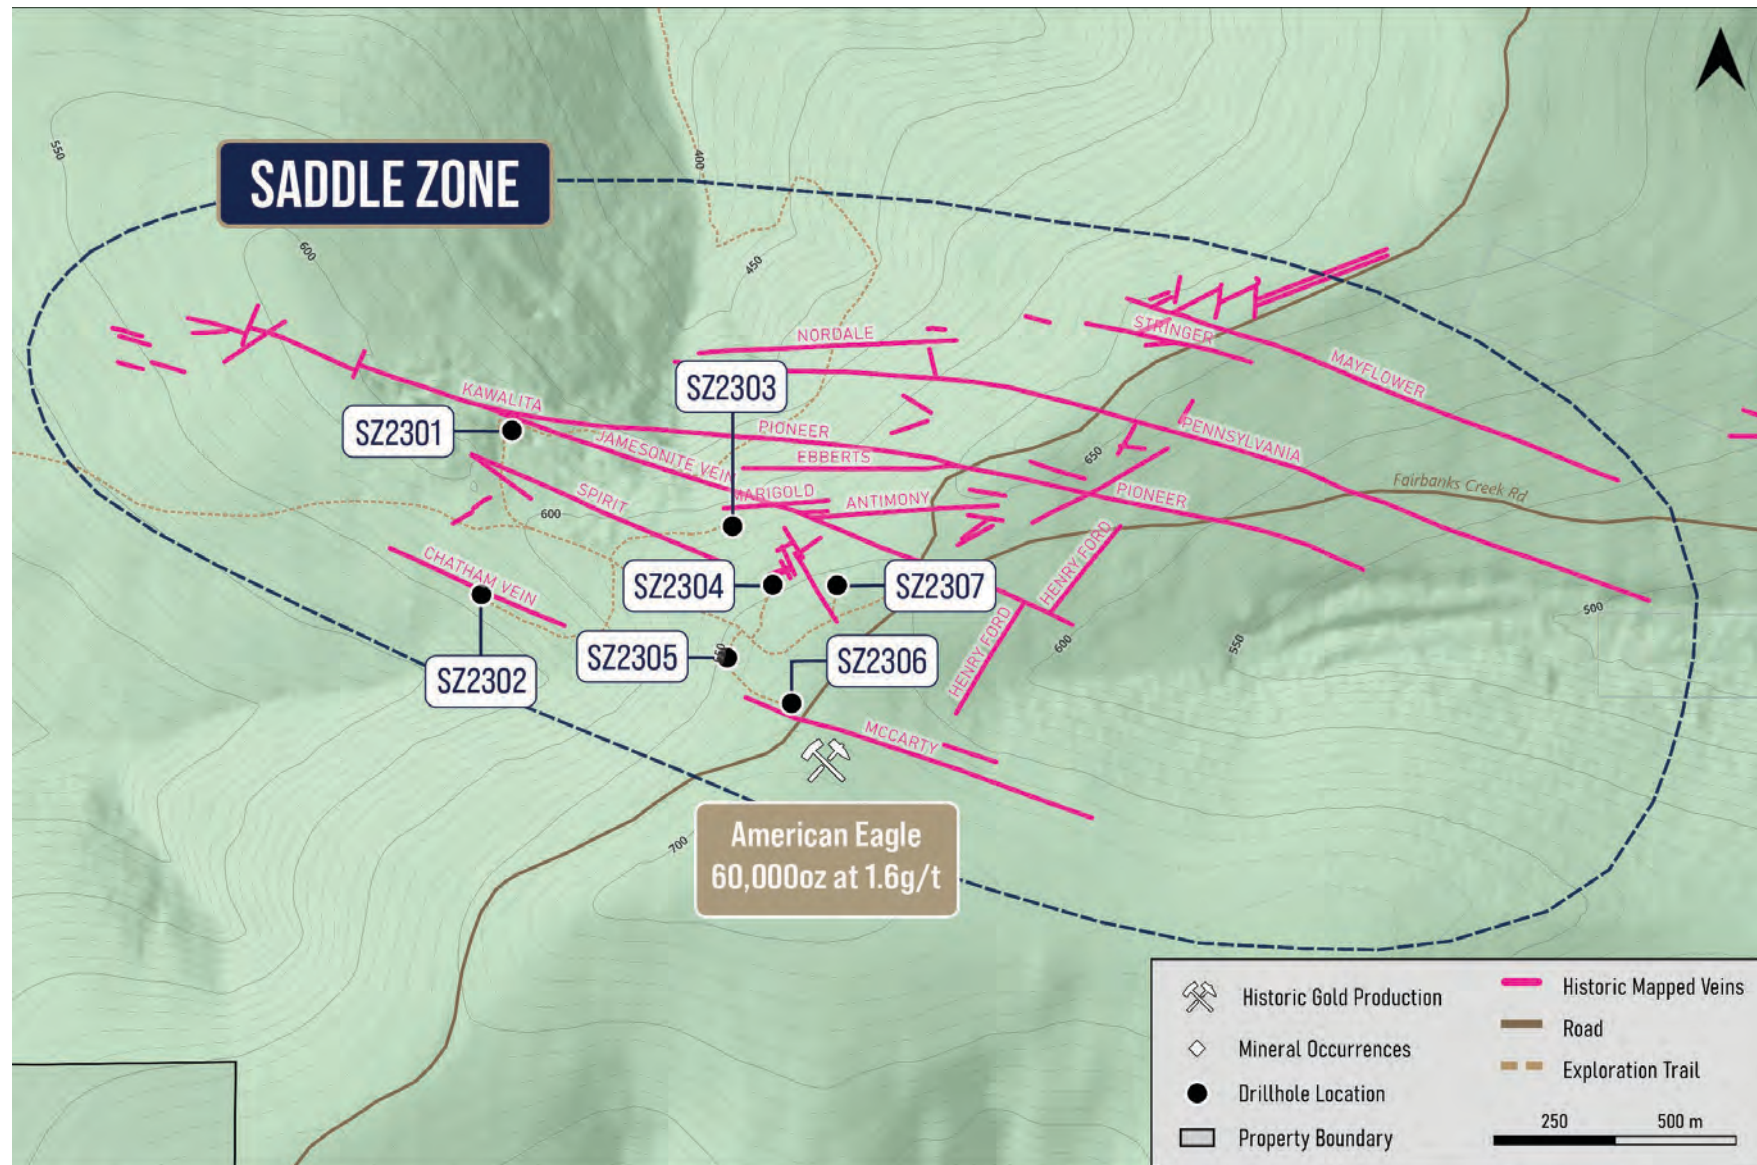 550
400
SADDLE ZONE
600
450
NORDALE
STRINGER
MAYFLOWER
SZ2303
KAWALITA
SZ2301
PIONEER
PENNSYLVANIA
JAMESONITE VEIN
EBBERTS
650
MARIGOLD
ANTIMONY
PIONEER
Fairbanks Creek Rd
SPIRIT
600
CHATHAM VEIN
SZ2304
SZ2307
HENRY FORD
500
SZ2305
650
SZ2306
HENRY FORD
600
550
SZ2302
MCCARTY
700
American Eagle
60,000oz at 1.6g/t
Historic Gold Production
Mineral Occurrences
Drillhole Location
Property Boundary
Historic Mapped Veins
Road
Exploration Trail
250 500 m